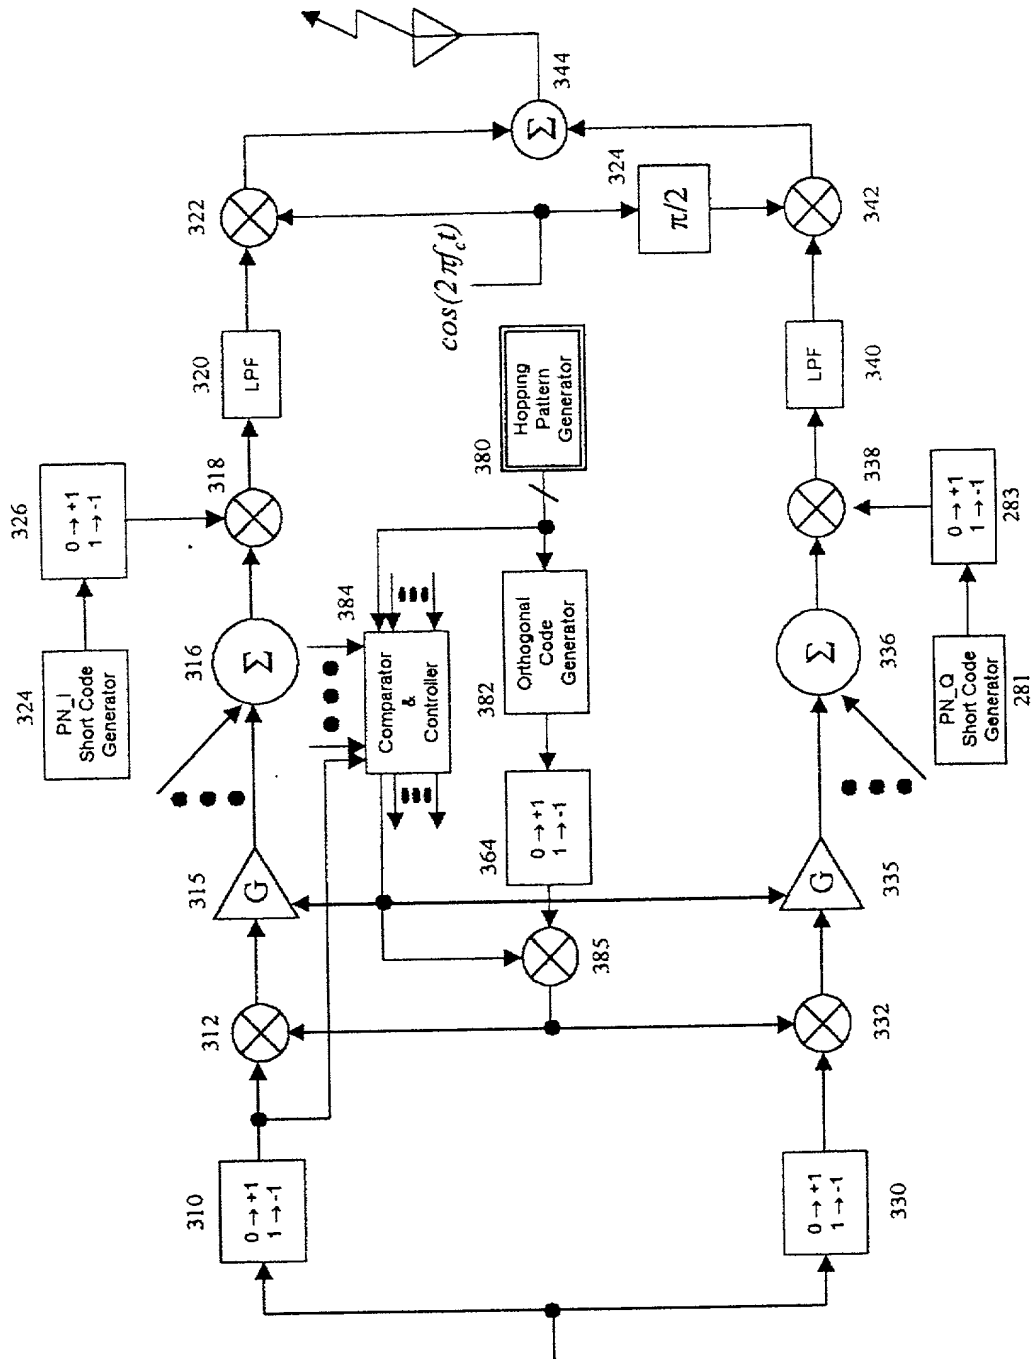 344
322
324
π/2
342
cos(2πf_c t)
320
LPF
340
LPF
380
Hopping
Pattern
Generator
326
0 → +1
1 → -1
318
338
0 → +1
1 → -1
283
324
PN_I
Short Code
Generator
316
Σ
Σ
384
Comparator
&
Controller
382
Orthogonal
Code
Generator
Σ
336
PN_Q
Short Code
Generator
281
364
0 → +1
1 → -1
315
G
385
G
335
312
332
310
0 → +1
1 → -1
0 → +1
1 → -1
330